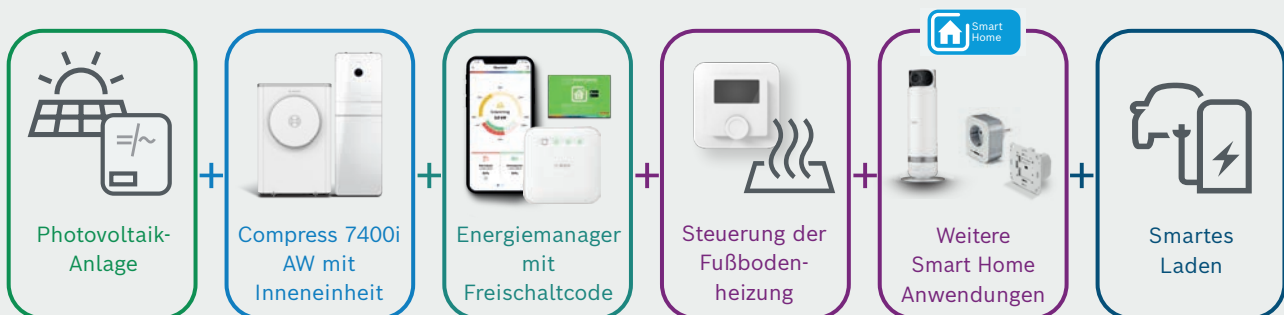 Smart
Home
=/~
Photovoltaik-
Anlage
+
Compress 7400i
AW mit
Inneneinheit
+
Energiemanager
mit
Freischaltcode
+
Steuerung der
Fußboden-
heizung
+
Weitere
Smart Home
Anwendungen
+
Smartes
Laden